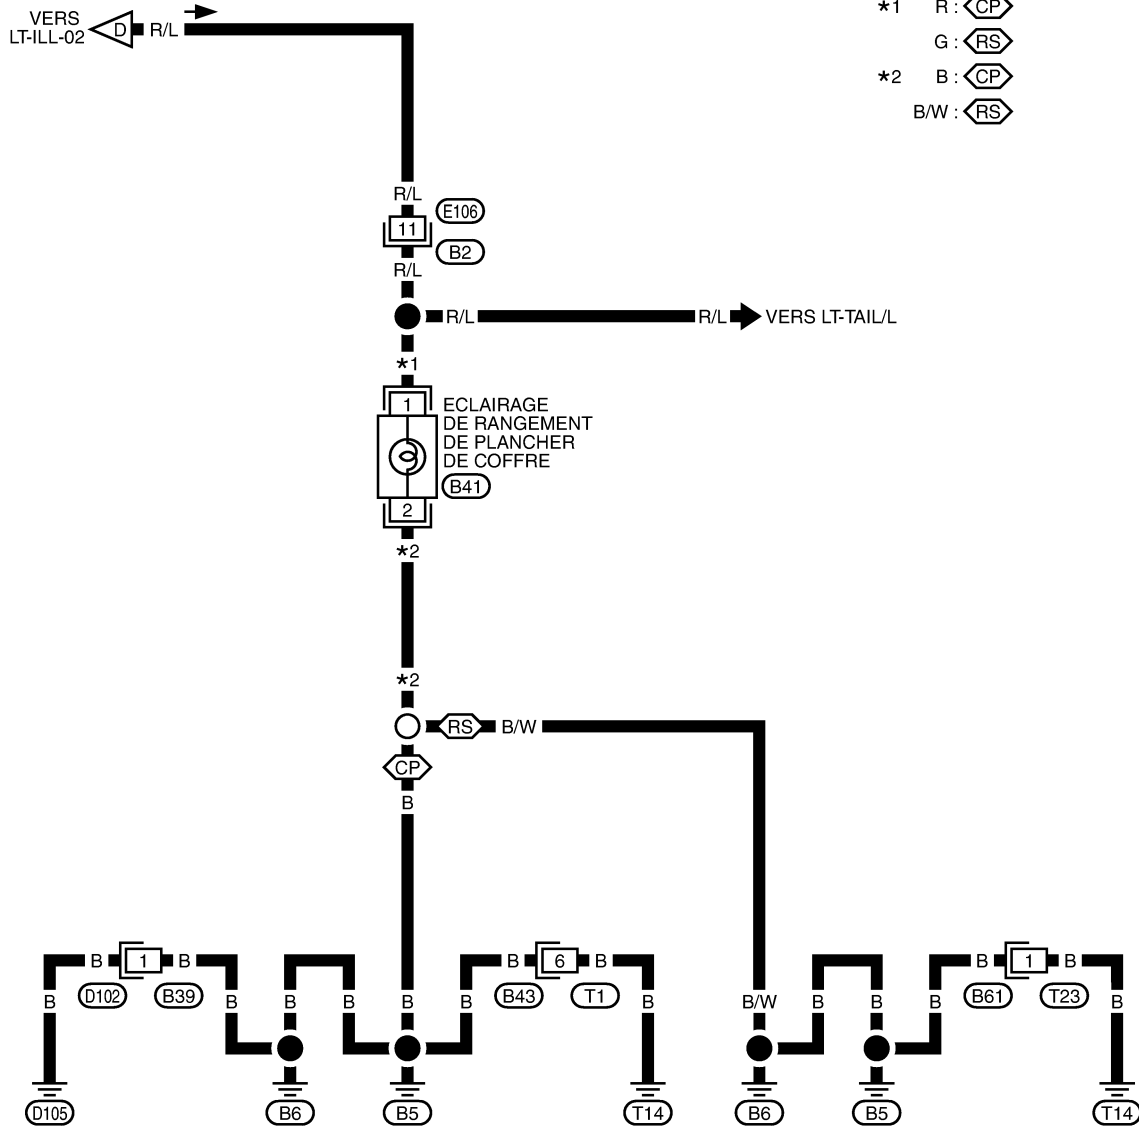 VERS
LT-ILL-02
D
R/L
*1 R : CP
G : RS
*2 B : CP
B/W : RS
R/L
E106
11
B2
R/L
R/L
R/L
VERS LT-TAIL/L
*1
1
ECLAIRAGE
DE RANGEMENT
DE PLANCHER
DE COFFRE
B41
2
*2
*2
RS
B/W
CP
B
B
1
B
B
6
B
B
1
B
D102
B39
B43
T1
B61
T23
B
B
B
B
B
B
B
B/W
B
B
B
B
D105
B6
B5
T14
B6
B5
T14